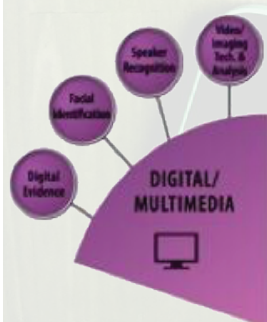 Video/
Imaging
Tech. &
Analysis
Speaker
Recognition
Facial
Identification
Digital
Evidence
DIGITAL/
MULTIMEDIA